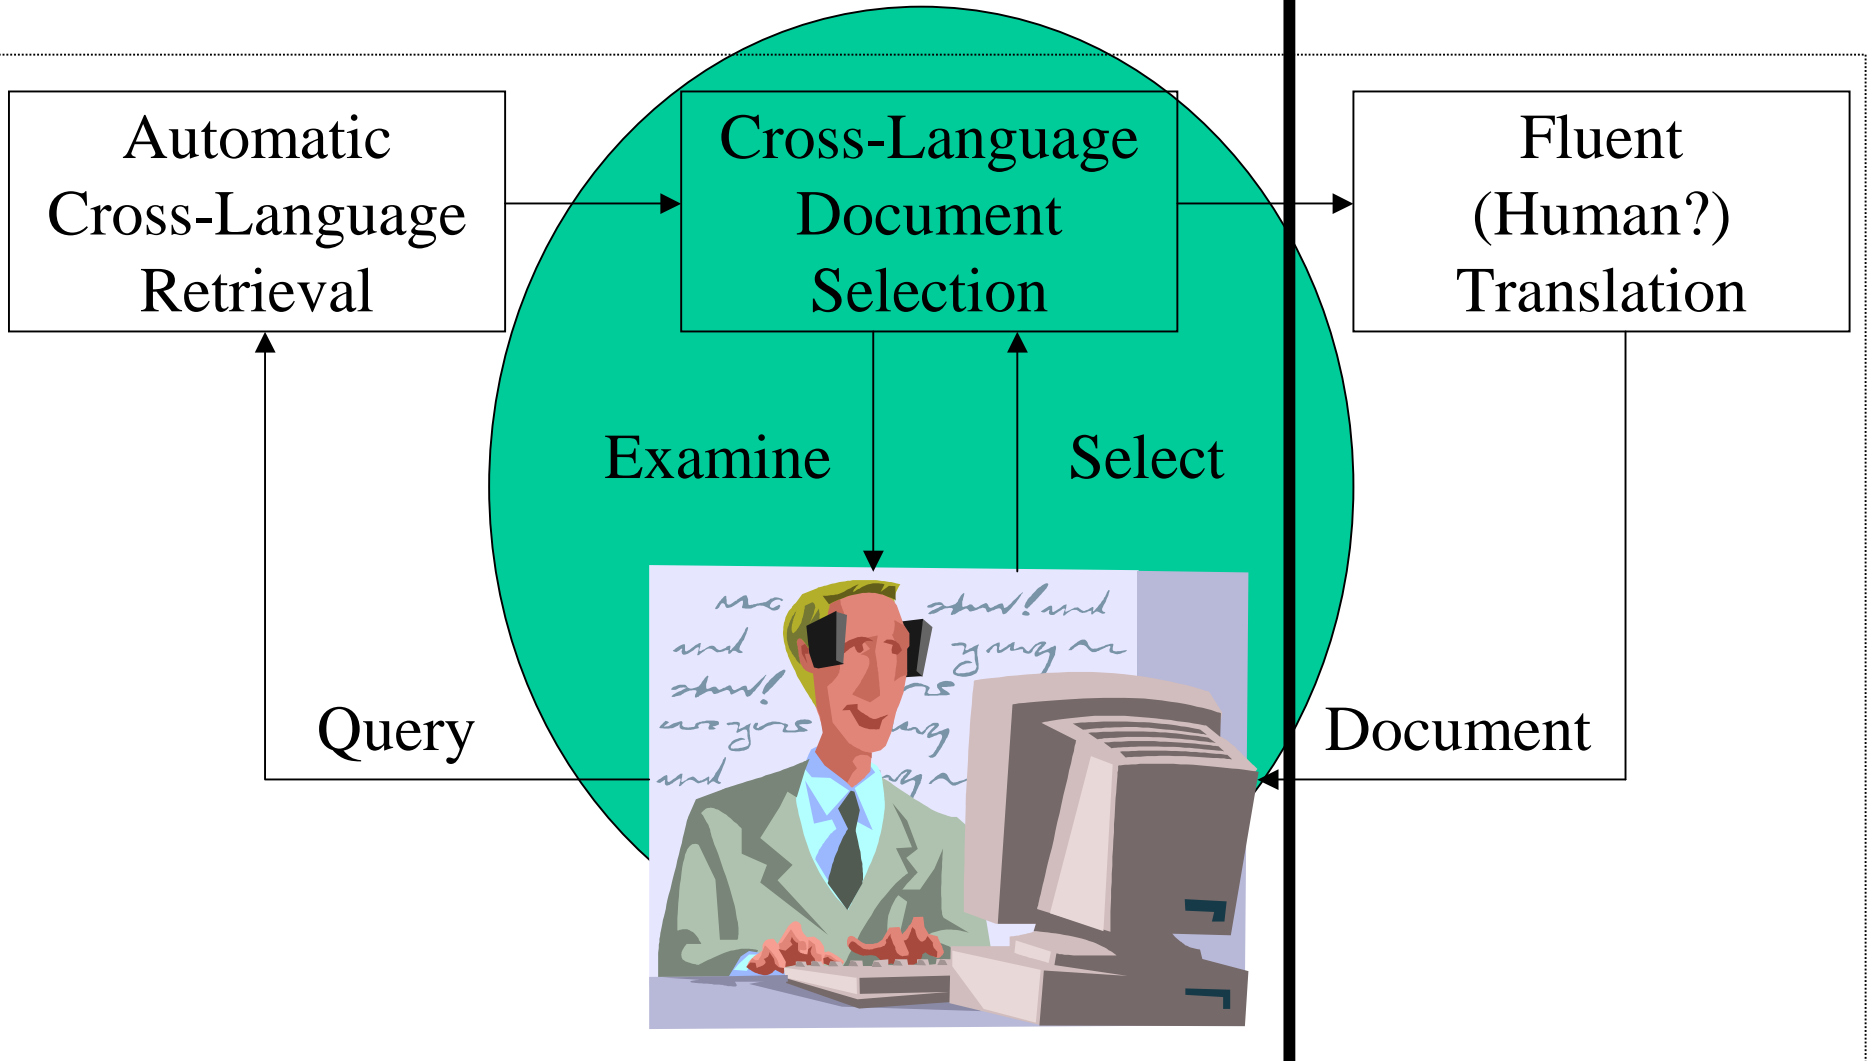 Automatic
Cross-Language
Retrieval
Cross-Language
Document
Selection
Fluent
(Human?)
Translation
Examine
Select
Query
Document